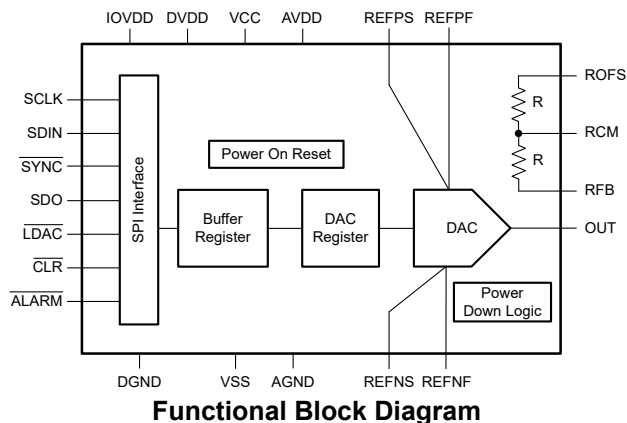 IOVDD DVDD VCC AVDD REFPS REFPF
ROFS
SCLK
R
SDIN
RCM
Power On Reset
SYNC
R
SDO
RFB
SPI Interface
Buffer
Register
DAC
Register
DAC
OUT
LDAC
CLR
ALARM
Power
Down Logic
DGND VSS AGND REFNS REFNF
Functional Block Diagram